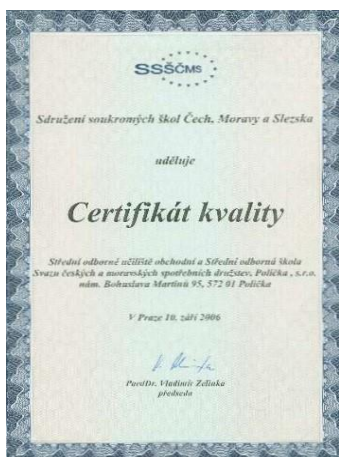 SSŠČMS
Sdružení soukromých škol Čech, Moravy a Slezska
uděluje
Certifikát kvality
Střední odborné učiliště obchodní a Střední odborná škola
Svazu českých a moravských spotřebních družstev, Polička , s.r.o.
nám. Bohuslava Martinů 95, 572 01 Polička
V Praze 10. září 2006
PaedDr. Vladimír Zelinka
předseda